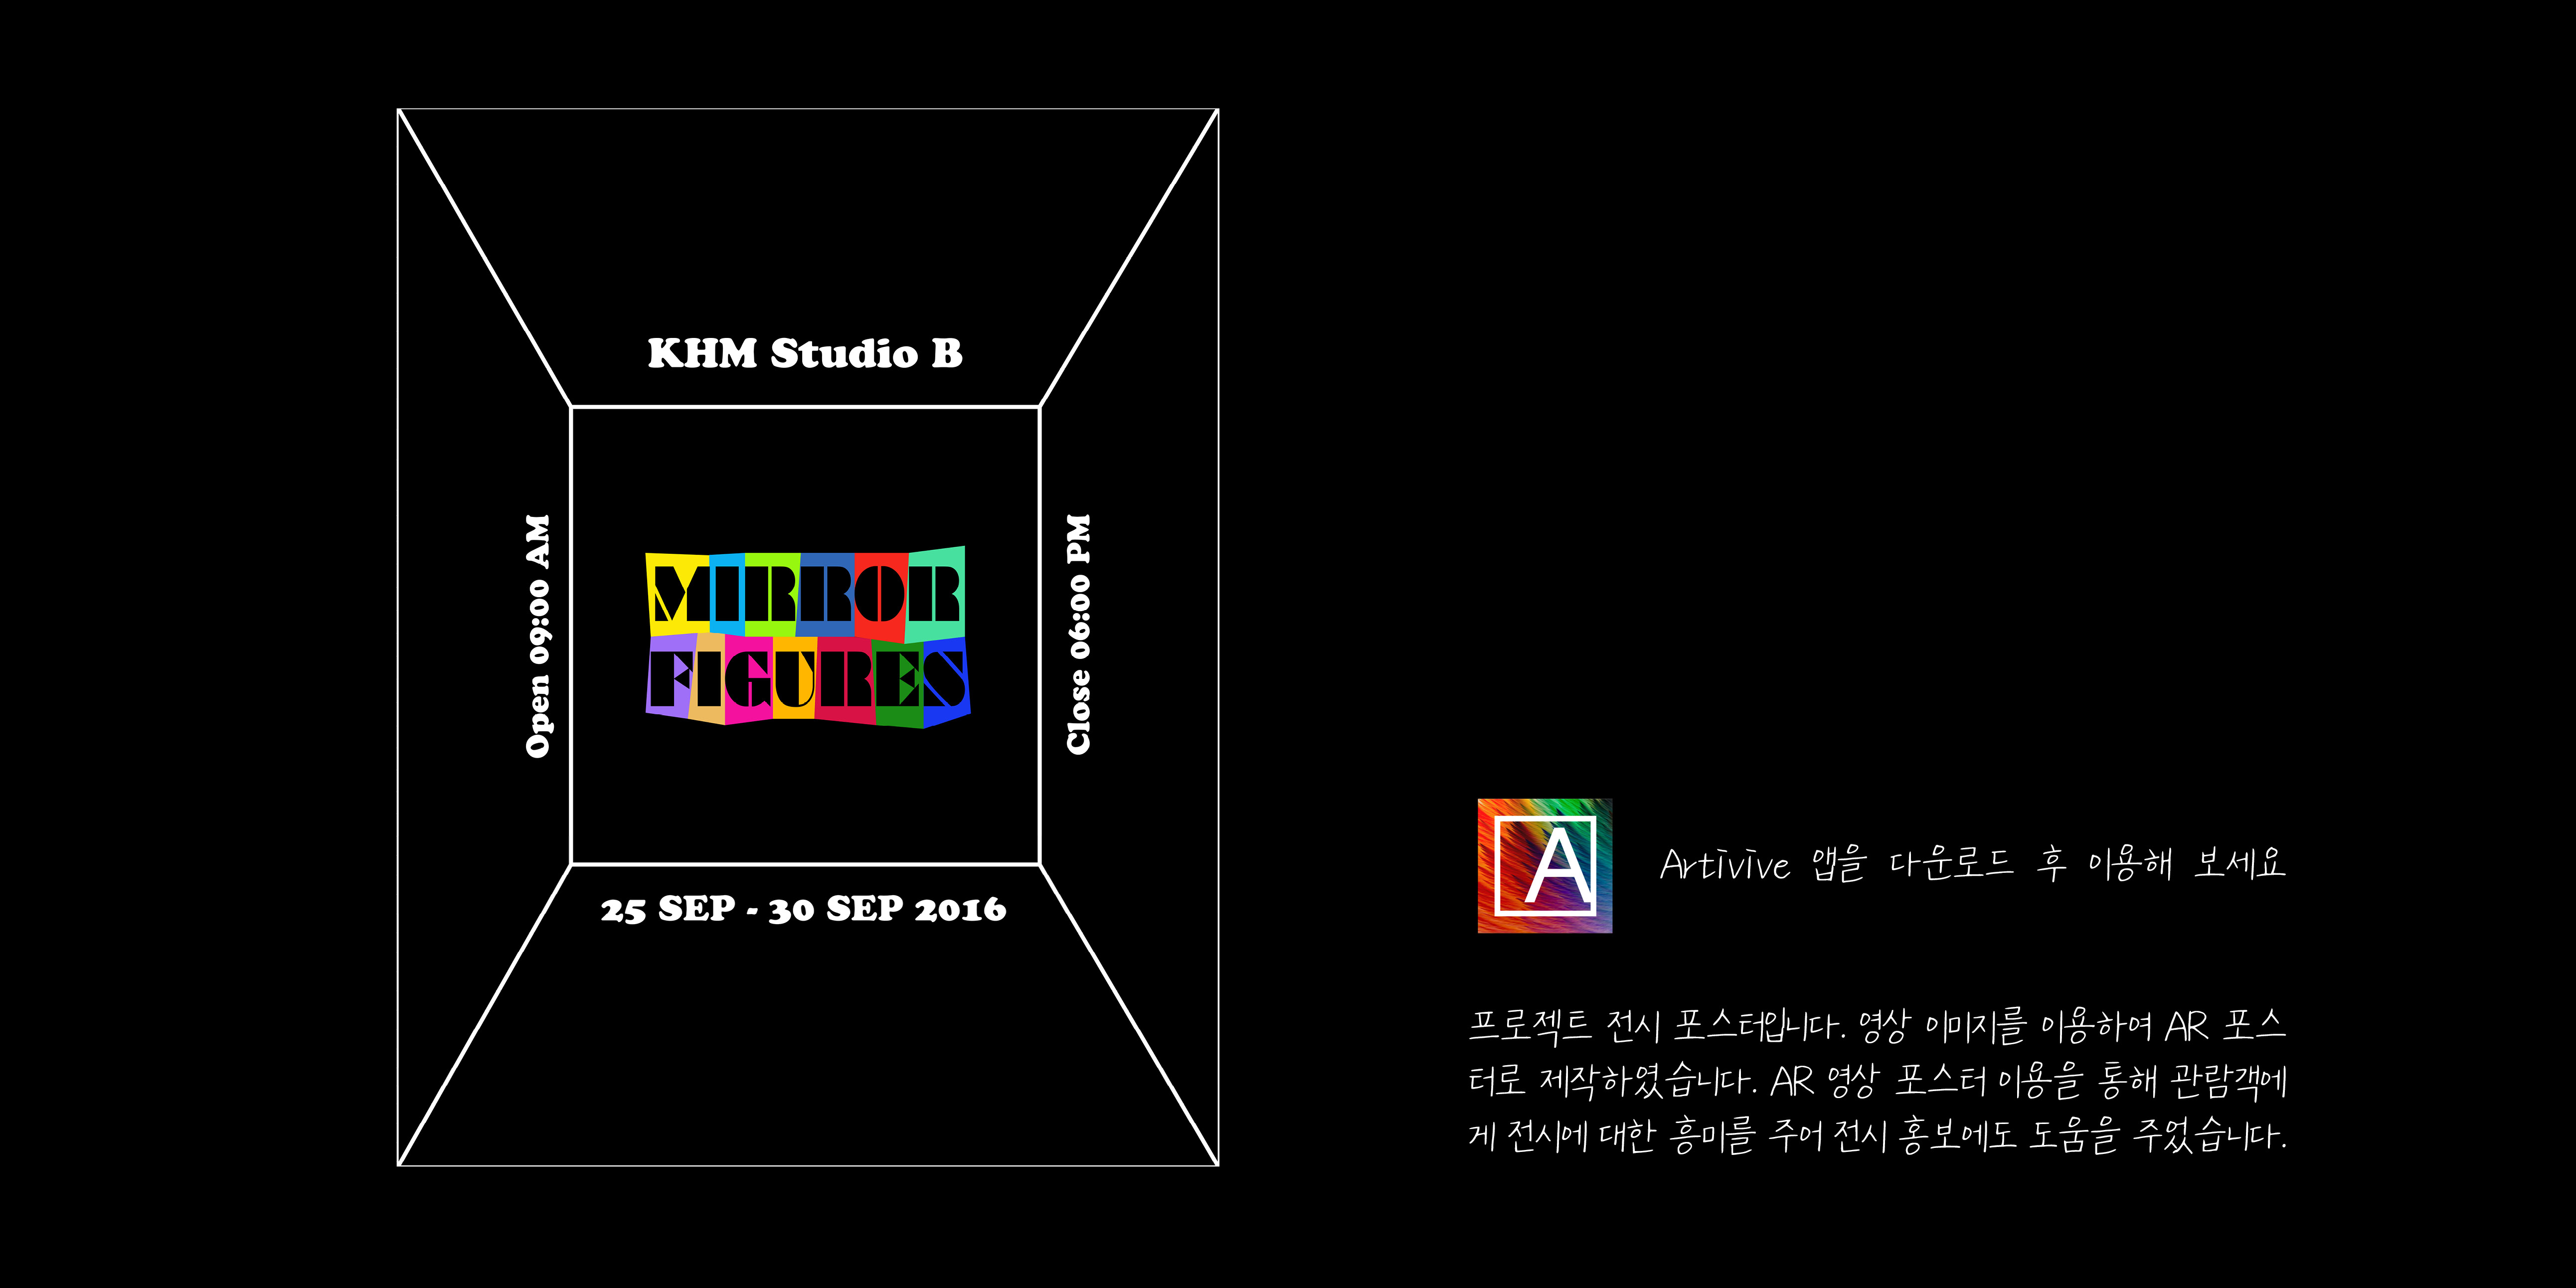 KHM Studio B
Open 09:00 AM
MIRROR
FIGURES
Close 06:00 PM
25 SEP - 30 SEP 2016
A
Artivive 앱을 다운로드 후 이용해 보세요
프로젝트 전시 포스터입니다. 영상 이미지를 이용하여 AR 포스
터로 제작하였습니다. AR 영상 포스터 이용을 통해 관람객에
게 전시에 대한 흥미를 주어 전시 홍보에도 도움을 주었습니다.